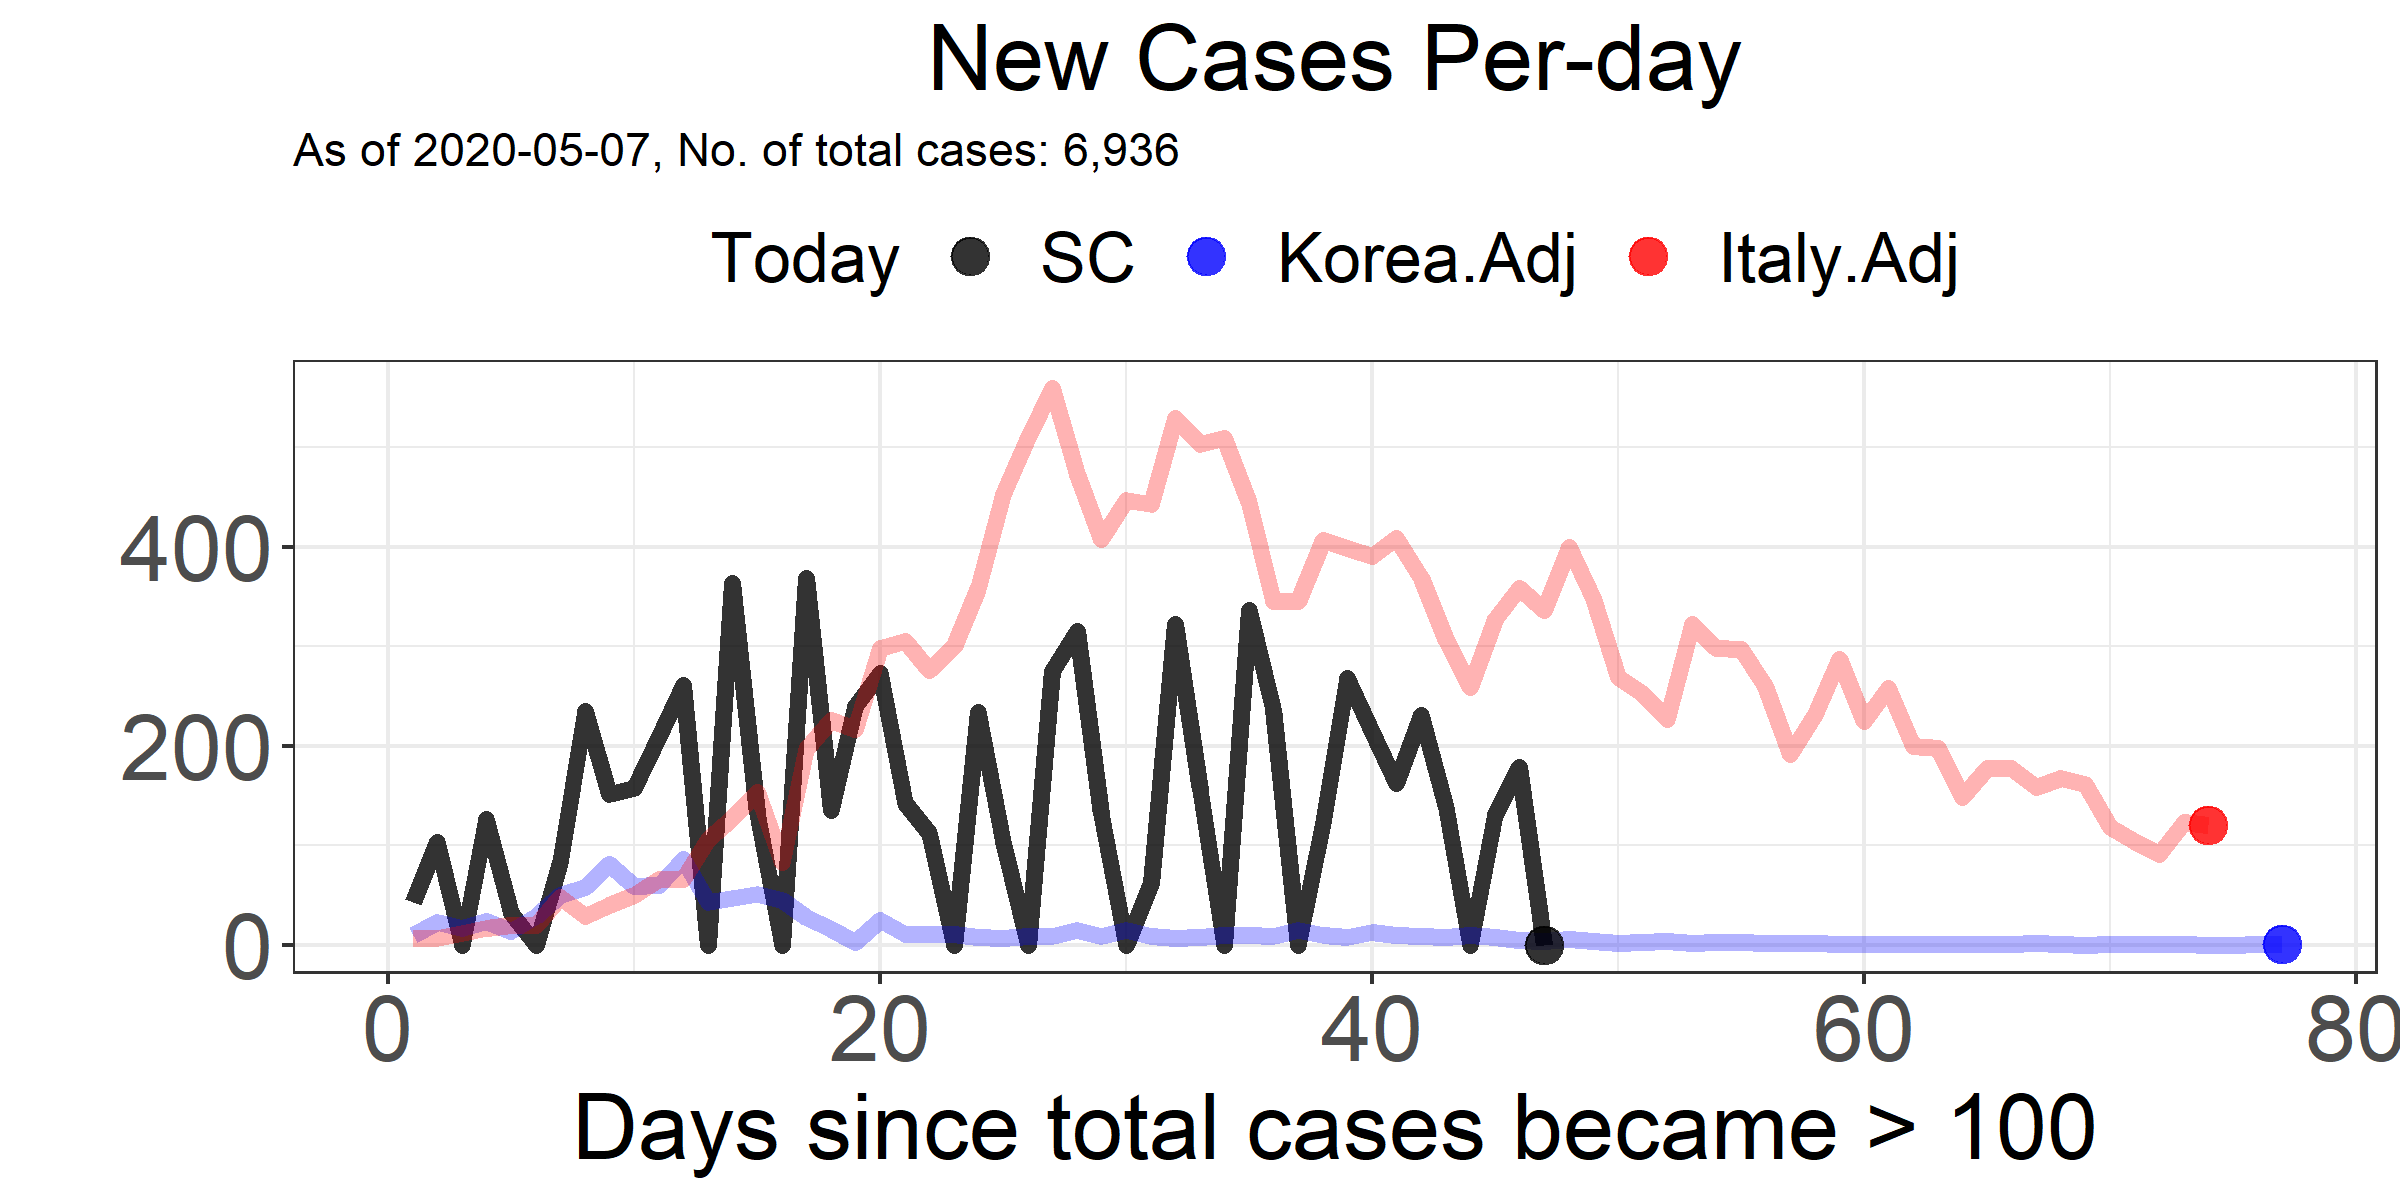 New Cases Per-day
As of 2020-05-07, No. of total cases: 6,936
Today SC Korea.Adj Italy.Adj
400
200
0
0 20 40 60 80
Days since total cases became > 100